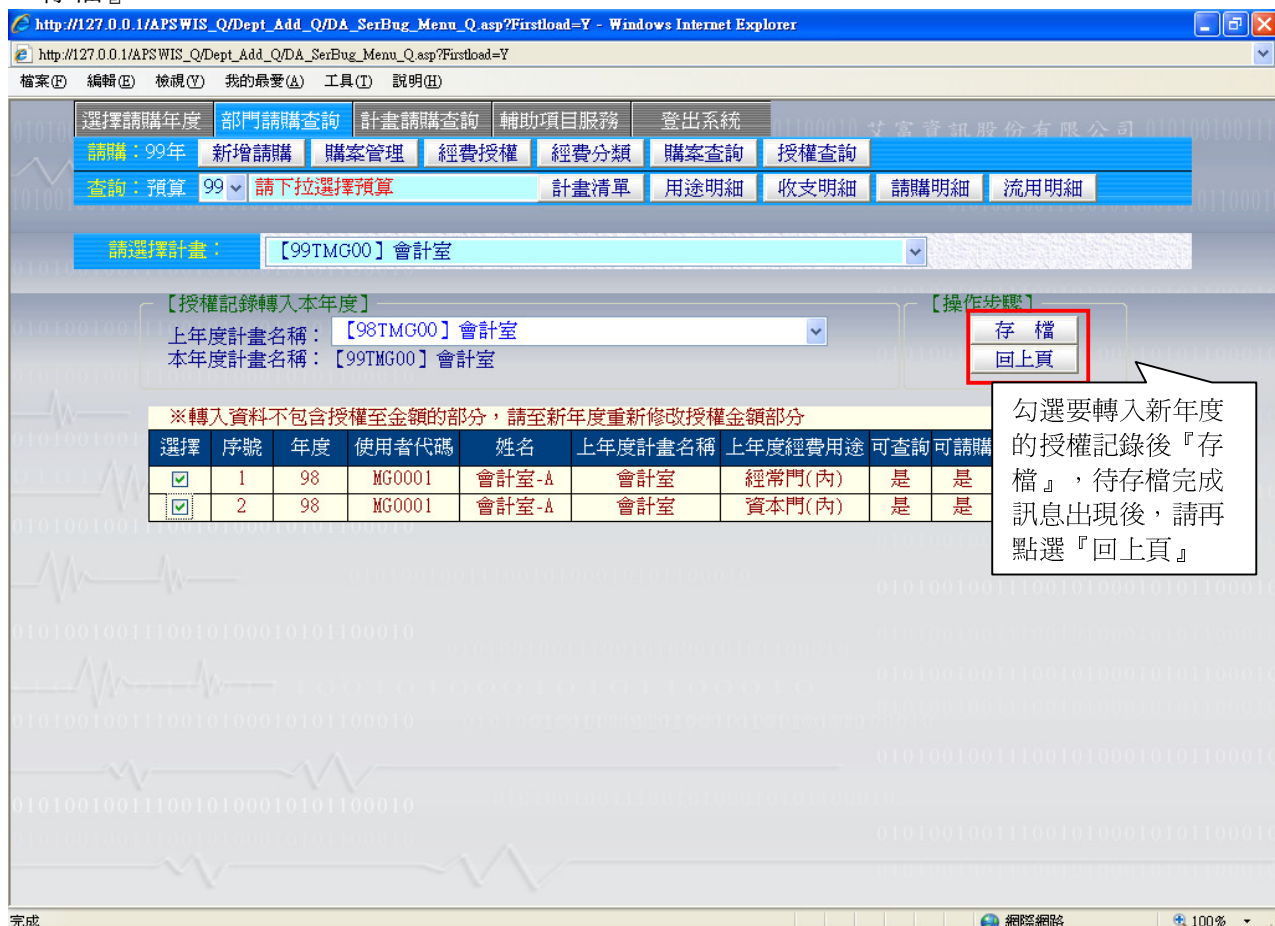 http://127.0.0.1/APSWIS_Q/Dept_Add_Q/DA_SerBug_Menu_Q.asp?Firstload=Y - Windows Internet Explorer
http://127.0.0.1/APSWIS_Q/Dept_Add_Q/DA_SerBug_Menu_Q.asp?Firstload=Y
檔案(F) 編輯(E) 檢視(V) 我的最愛(A) 工具(T) 說明(H)
選擇請購年度 部門請購查詢 計畫請購查詢 輔助項目服務 登出系統
艾富資訊股份有限公司
請購：99年 新增請購 購案管理 經費授權 經費分類 購案查詢 授權查詢
查詢：預算 99 請下拉選擇預算 計畫清單 用途明細 收支明細 請購明細 流用明細
請選擇計畫： 【99TMG00】會計室
【授權記錄轉入本年度】 【操作步驟】
上年度計畫名稱： 【98TMG00】會計室 存 檔
本年度計畫名稱：【99TMG00】會計室 回上頁
※轉入資料不包含授權至金額的部分，請至新年度重新修改授權金額部分
選擇 序號 年度 使用者代碼 姓名 上年度計畫名稱 上年度經費用途 可查詢 可請購
1 98 MG0001 會計室-A 會計室 經常門(內) 是 是
2 98 MG0001 會計室-A 會計室 資本門(內) 是 是
勾選要轉入新年度
的授權記錄後『存
檔』，待存檔完成
訊息出現後，請再
點選『回上頁』
完成 網際網路 100%